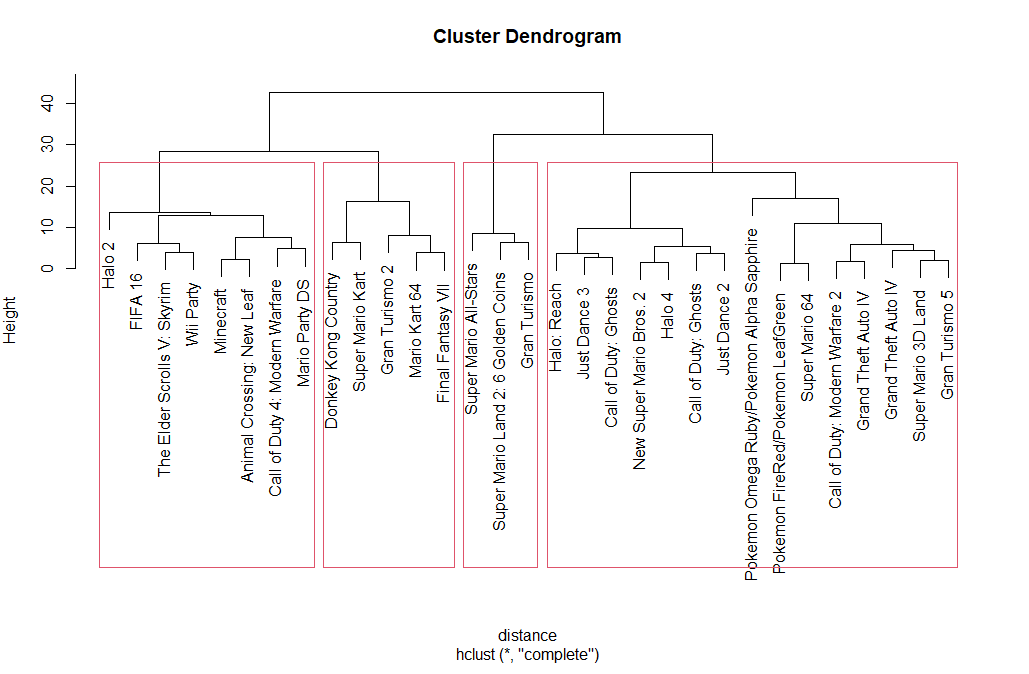 Cluster Dendrogram
Height
40
30
20
10
0
Halo 2
FIFA 16
The Elder Scrolls V: Skyrim
Wii Party
Minecraft
Animal Crossing: New Leaf
Call of Duty 4: Modern Warfare
Mario Party DS
Donkey Kong Country
Super Mario Kart
Gran Turismo 2
Mario Kart 64
Final Fantasy VII
Super Mario All-Stars
Super Mario Land 2: 6 Golden Coins
Gran Turismo
Halo: Reach
Just Dance 3
Call of Duty: Ghosts
New Super Mario Bros. 2
Halo 4
Call of Duty: Ghosts
Just Dance 2
Pokemon Omega Ruby/Pokemon Alpha Sapphire
Pokemon FireRed/Pokemon LeafGreen
Super Mario 64
Call of Duty: Modern Warfare 2
Grand Theft Auto IV
Grand Theft Auto IV
Super Mario 3D Land
Gran Turismo 5
distance
hclust (*, "complete")